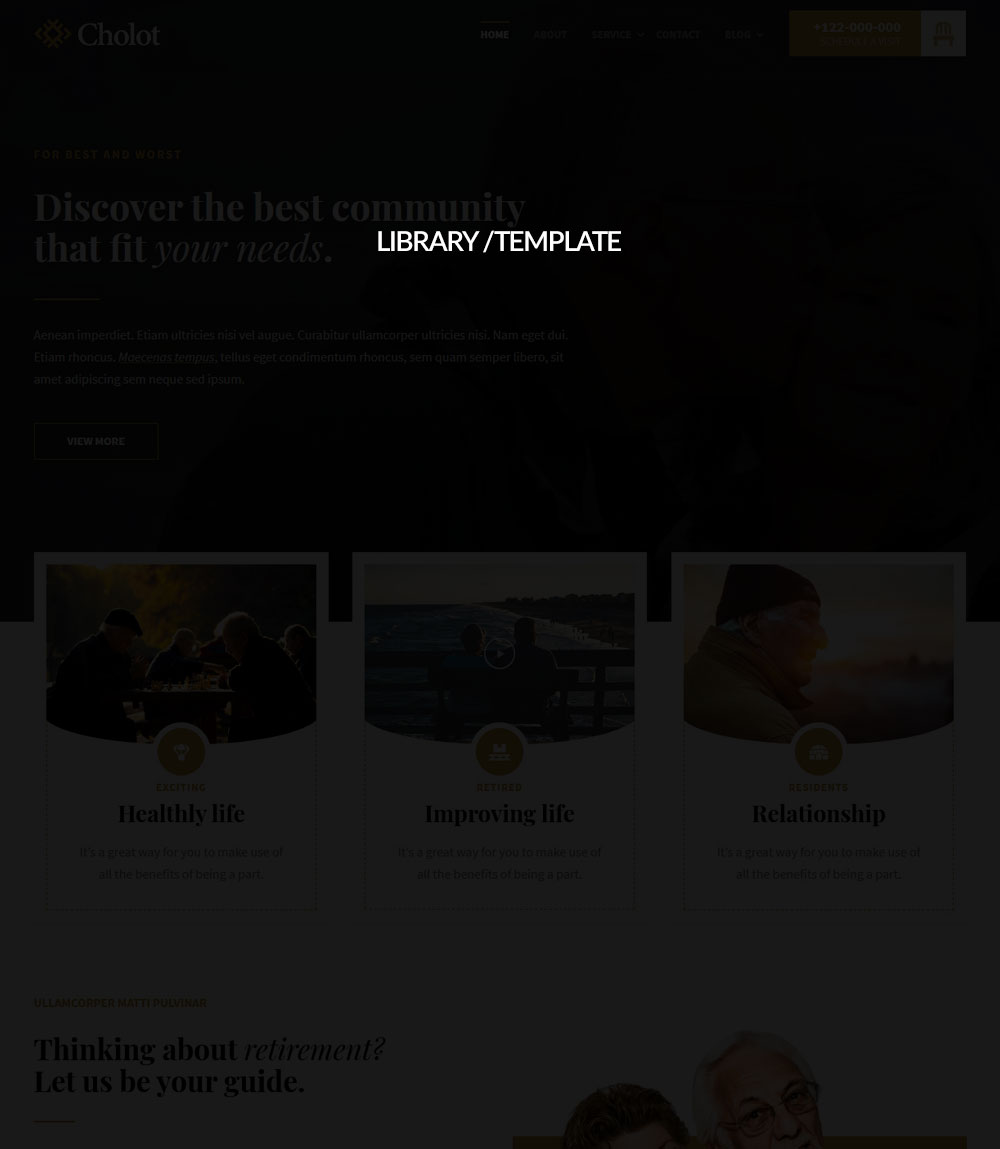 Cholot
HOME ABOUT SERVICE CONTACT BLOG
+122-000-000
SCHEDULE A VISIT
FOR BEST AND WORST
Discover the best community
that fit your needs.
LIBRARY /TEMPLATE
Aenean imperdiet. Etiam ultricies nisi vel augue. Curabitur ullamcorper ultricies nisi. Nam eget dui.
Etiam rhoncus. Maecenas tempus, tellus eget condimentum rhoncus, sem quam semper libero, sit
amet adipiscing sem neque sed ipsum.
VIEW MORE
EXCITING
Healthly life
It's a great way for you to make use of
all the benefits of being a part.
RETIRED
Improving life
It's a great way for you to make use of
all the benefits of being a part.
RESIDENTS
Relationship
It's a great way for you to make use of
all the benefits of being a part.
ULLAMCORPER MATTI PULVINAR
Thinking about retirement?
Let us be your guide.